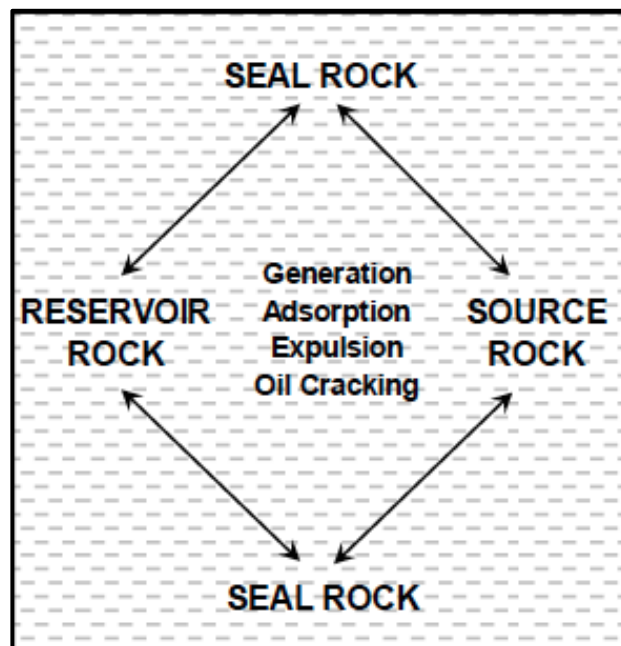 SEAL ROCK
Generation
RESERVOIR ROCK
Adsorption
Expulsion
Oil Cracking
SOURCE ROCK
SEAL ROCK